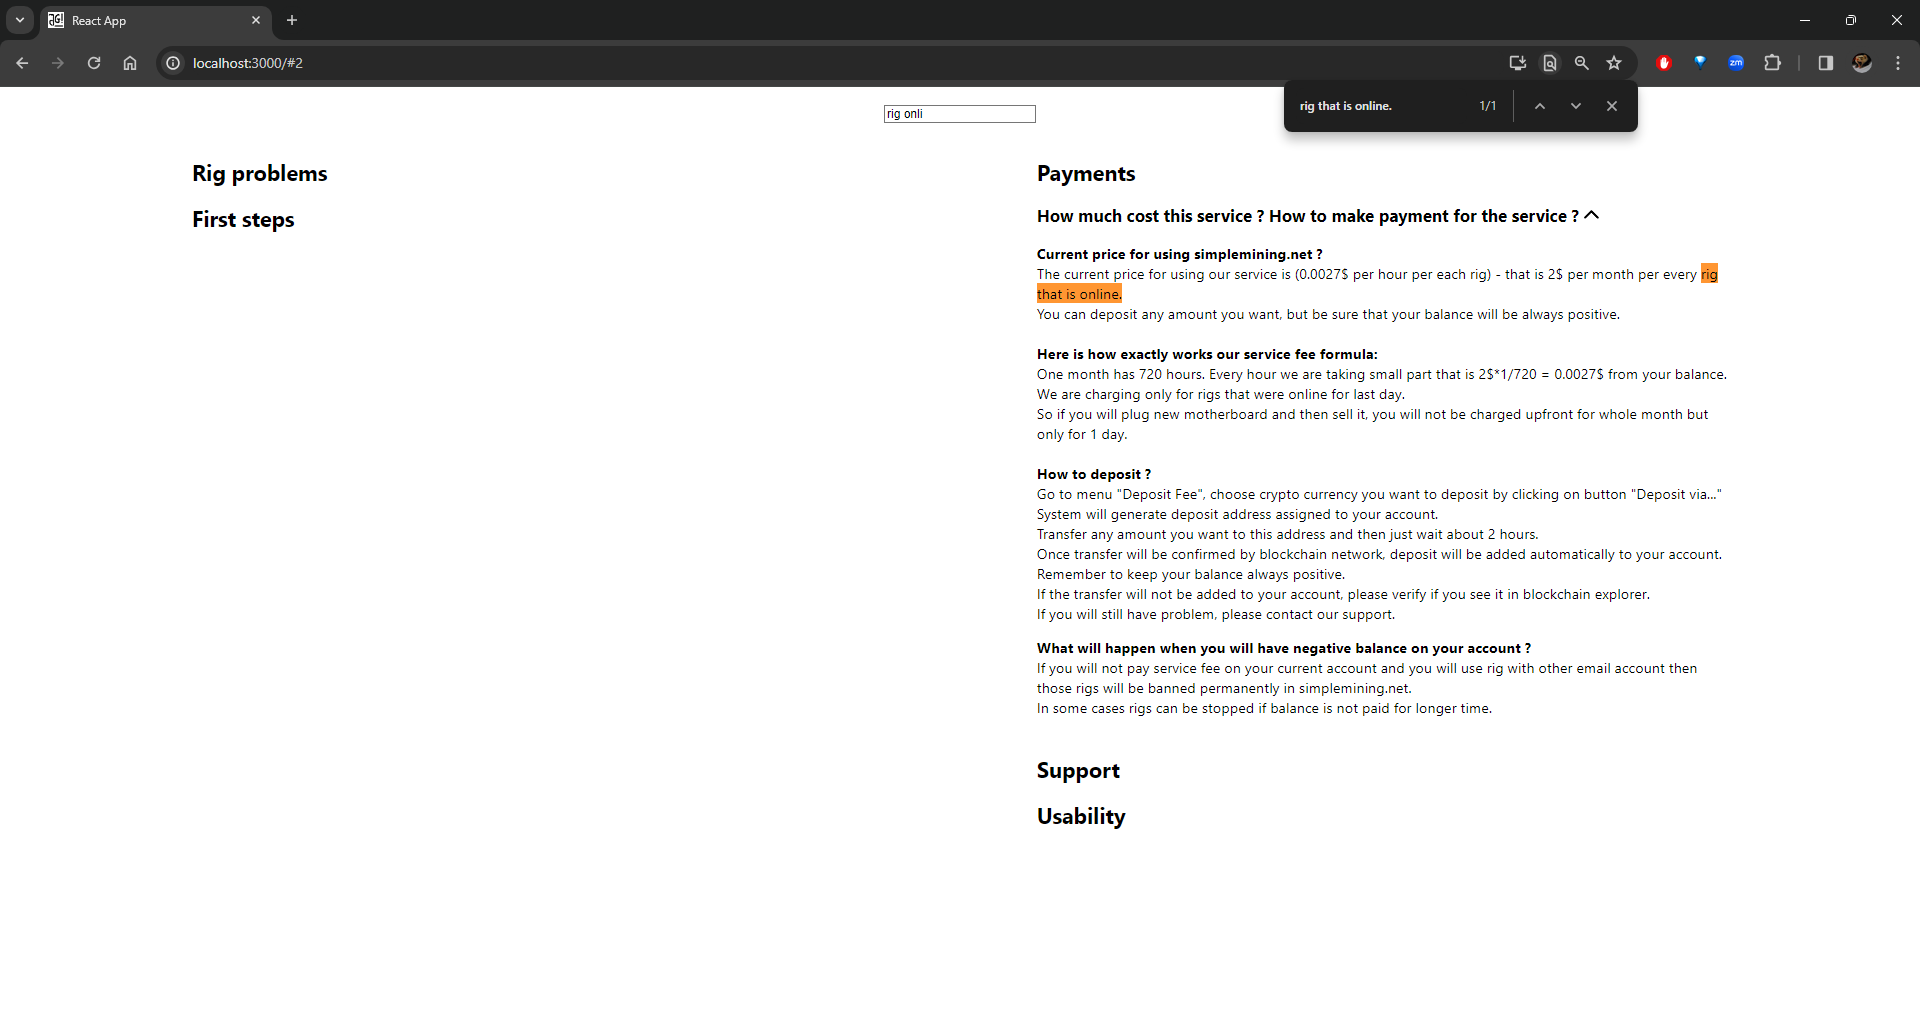 React App
localhost:3000/#2
zm
rig that is online.
1/1
rig onli
Rig problems
First steps
Payments
How much cost this service ? How to make payment for the service ?
Current price for using simplemining.net ?
The current price for using our service is (0.0027$ per hour per each rig) - that is 2$ per month per every rig
that is online.
You can deposit any amount you want, but be sure that your balance will be always positive.
Here is how exactly works our service fee formula:
One month has 720 hours. Every hour we are taking small part that is 2$*1/720 = 0.0027$ from your balance.
We are charging only for rigs that were online for last day.
So if you will plug new motherboard and then sell it, you will not be charged upfront for whole month but
only for 1 day.
How to deposit ?
Go to menu "Deposit Fee", choose crypto currency you want to deposit by clicking on button "Deposit via..."
System will generate deposit address assigned to your account.
Transfer any amount you want to this address and then just wait about 2 hours.
Once transfer will be confirmed by blockchain network, deposit will be added automatically to your account.
Remember to keep your balance always positive.
If the transfer will not be added to your account, please verify if you see it in blockchain explorer.
If you will still have problem, please contact our support.
What will happen when you will have negative balance on your account ?
If you will not pay service fee on your current account and you will use rig with other email account then
those rigs will be banned permanently in simplemining.net.
In some cases rigs can be stopped if balance is not paid for longer time.
Support
Usability